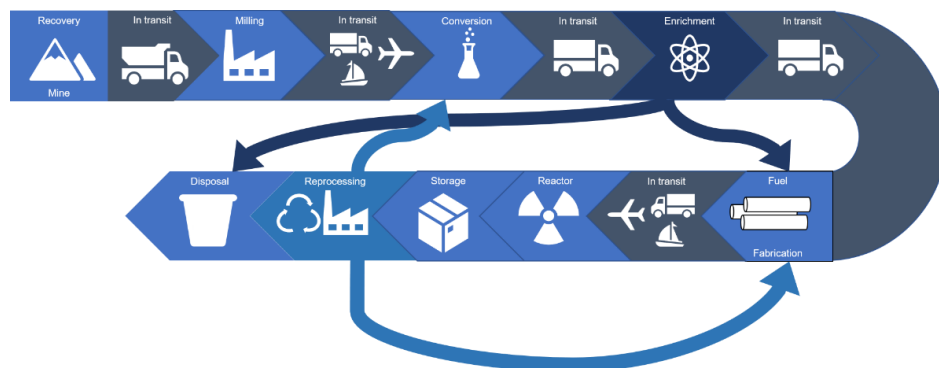 Recovery
In transit
Milling
In transit
Conversion
In transit
Enrichment
In transit
Mine
Disposal
Reprocessing
Storage
Reactor
In transit
Fuel
Fabrication